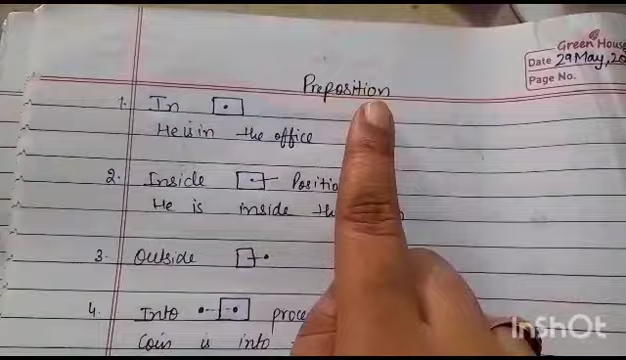 Green House
Date 29 May, 20
Page No.
Preposition
1. In
He is in the office
2. Inside
He is inside
3. Outside
4. Into
Coin is into
InShOt